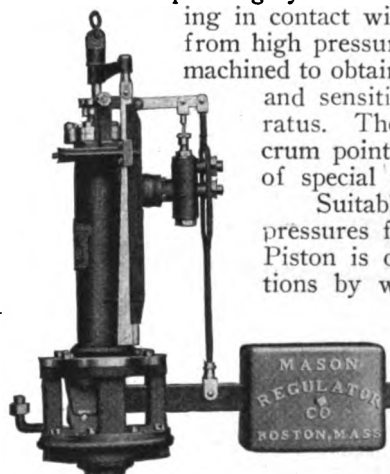 ing in contact wi
from high pressur
machined to obtain
and sensiti
ratus. The
crum point
of special
Suitab
pressures f
Piston is c
tions by w
MASON
REGULATOR
CO
BOSTON, MASS